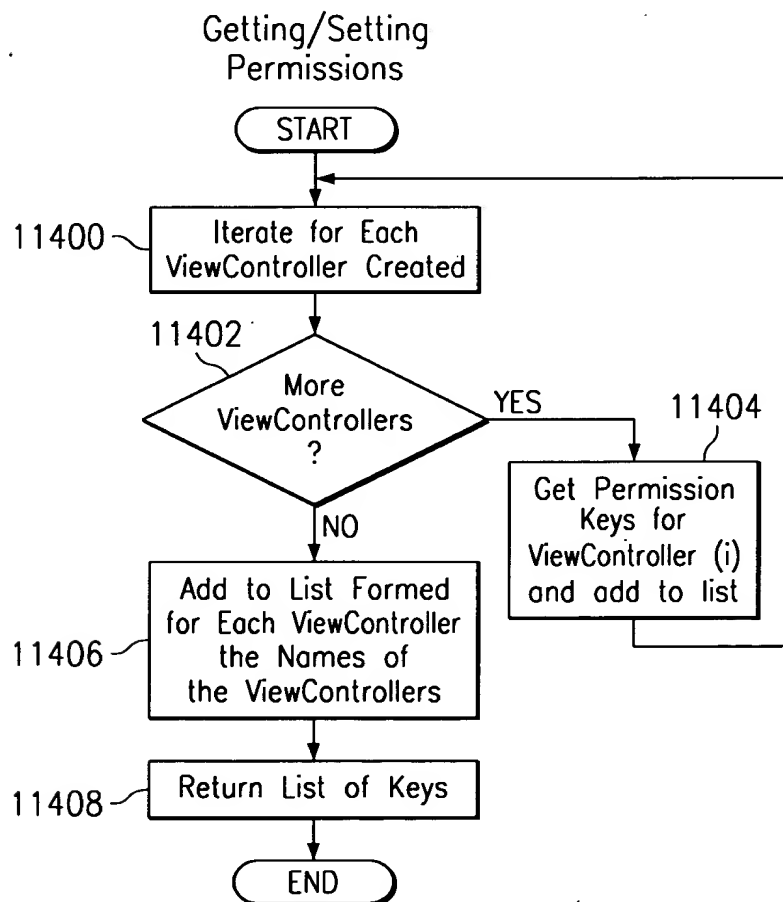 Getting/Setting
Permissions
START
11400
Iterate for Each
ViewController Created
11402
More
ViewControllers
?
YES
11404
Get Permission
Keys for
ViewController (i)
and add to list
NO
11406
Add to List Formed
for Each ViewController
the Names of
the ViewControllers
11408
Return List of Keys
END